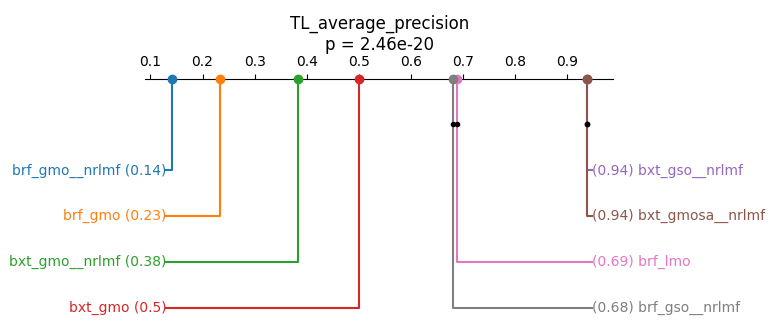 TL_average_precision
p = 2.46e-20
0.1 0.2 0.3 0.4 0.5 0.6 0.7 0.8 0.9
brf_gmo__nrlmf (0.14)
(0.94) bxt_gso__nrlmf
brf_gmo (0.23)
(0.94) bxt_gmosa__nrlmf
bxt_gmo__nrlmf (0.38)
(0.69) brf_lmo
bxt_gmo (0.5)
(0.68) brf_gso__nrlmf